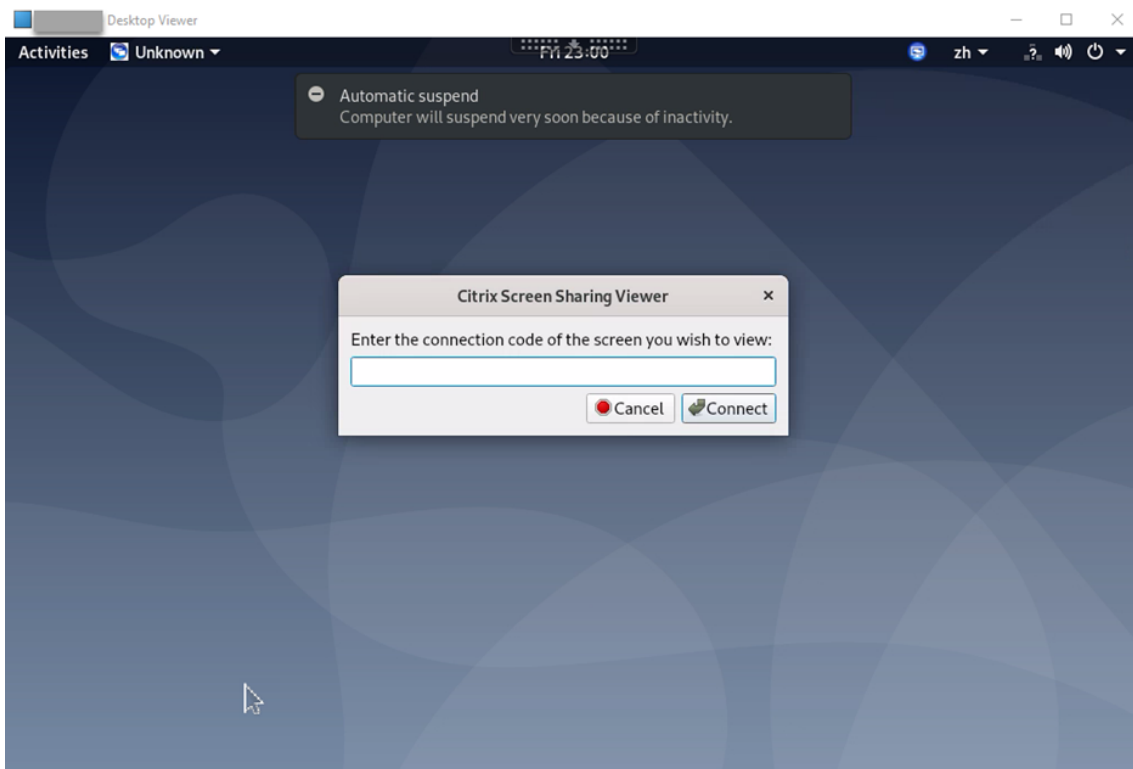 Desktop Viewer
Activities Unknown Fri 23:00 zh
Automatic suspend
Computer will suspend very soon because of inactivity.
Citrix Screen Sharing Viewer
Enter the connection code of the screen you wish to view:
Cancel Connect